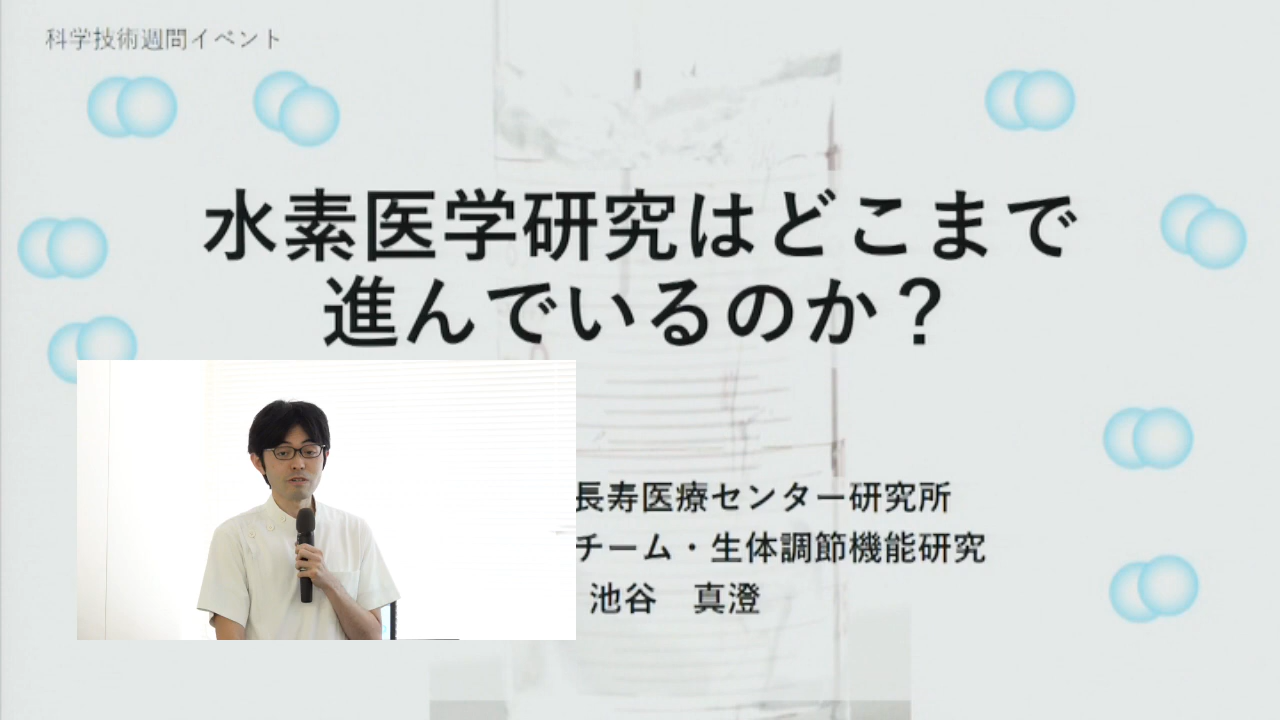 科学技術週間イベント
水素医学研究はどこまで
進んでいるのか？
長寿医療センター研究所
チーム・生体調節機能研究
池谷　真澄